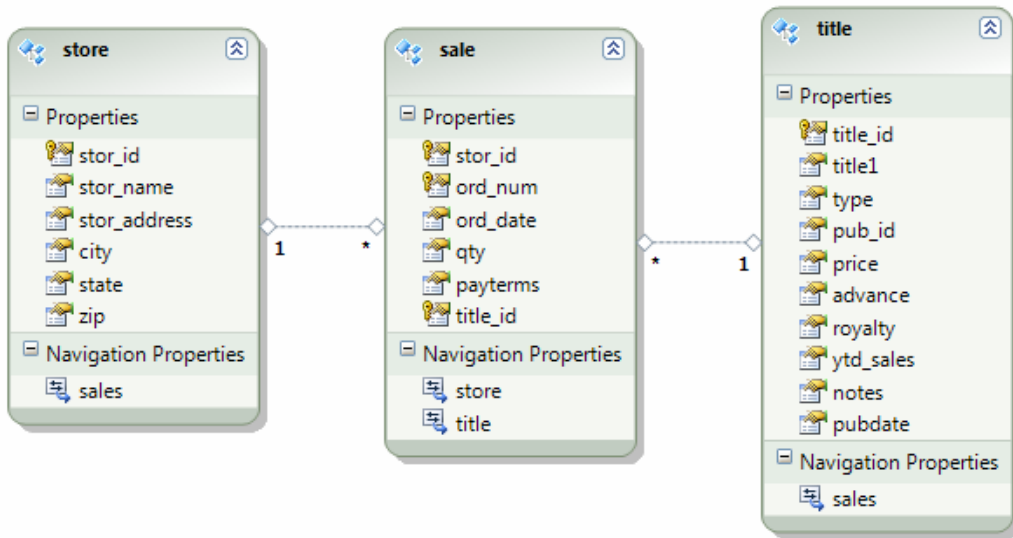 store
Properties
stor_id
stor_name
stor_address
city
state
zip
Navigation Properties
sales
1
*
sale
Properties
stor_id
ord_num
ord_date
qty
payterms
title_id
Navigation Properties
store
title
*
1
title
Properties
title_id
title1
type
pub_id
price
advance
royalty
ytd_sales
notes
pubdate
Navigation Properties
sales